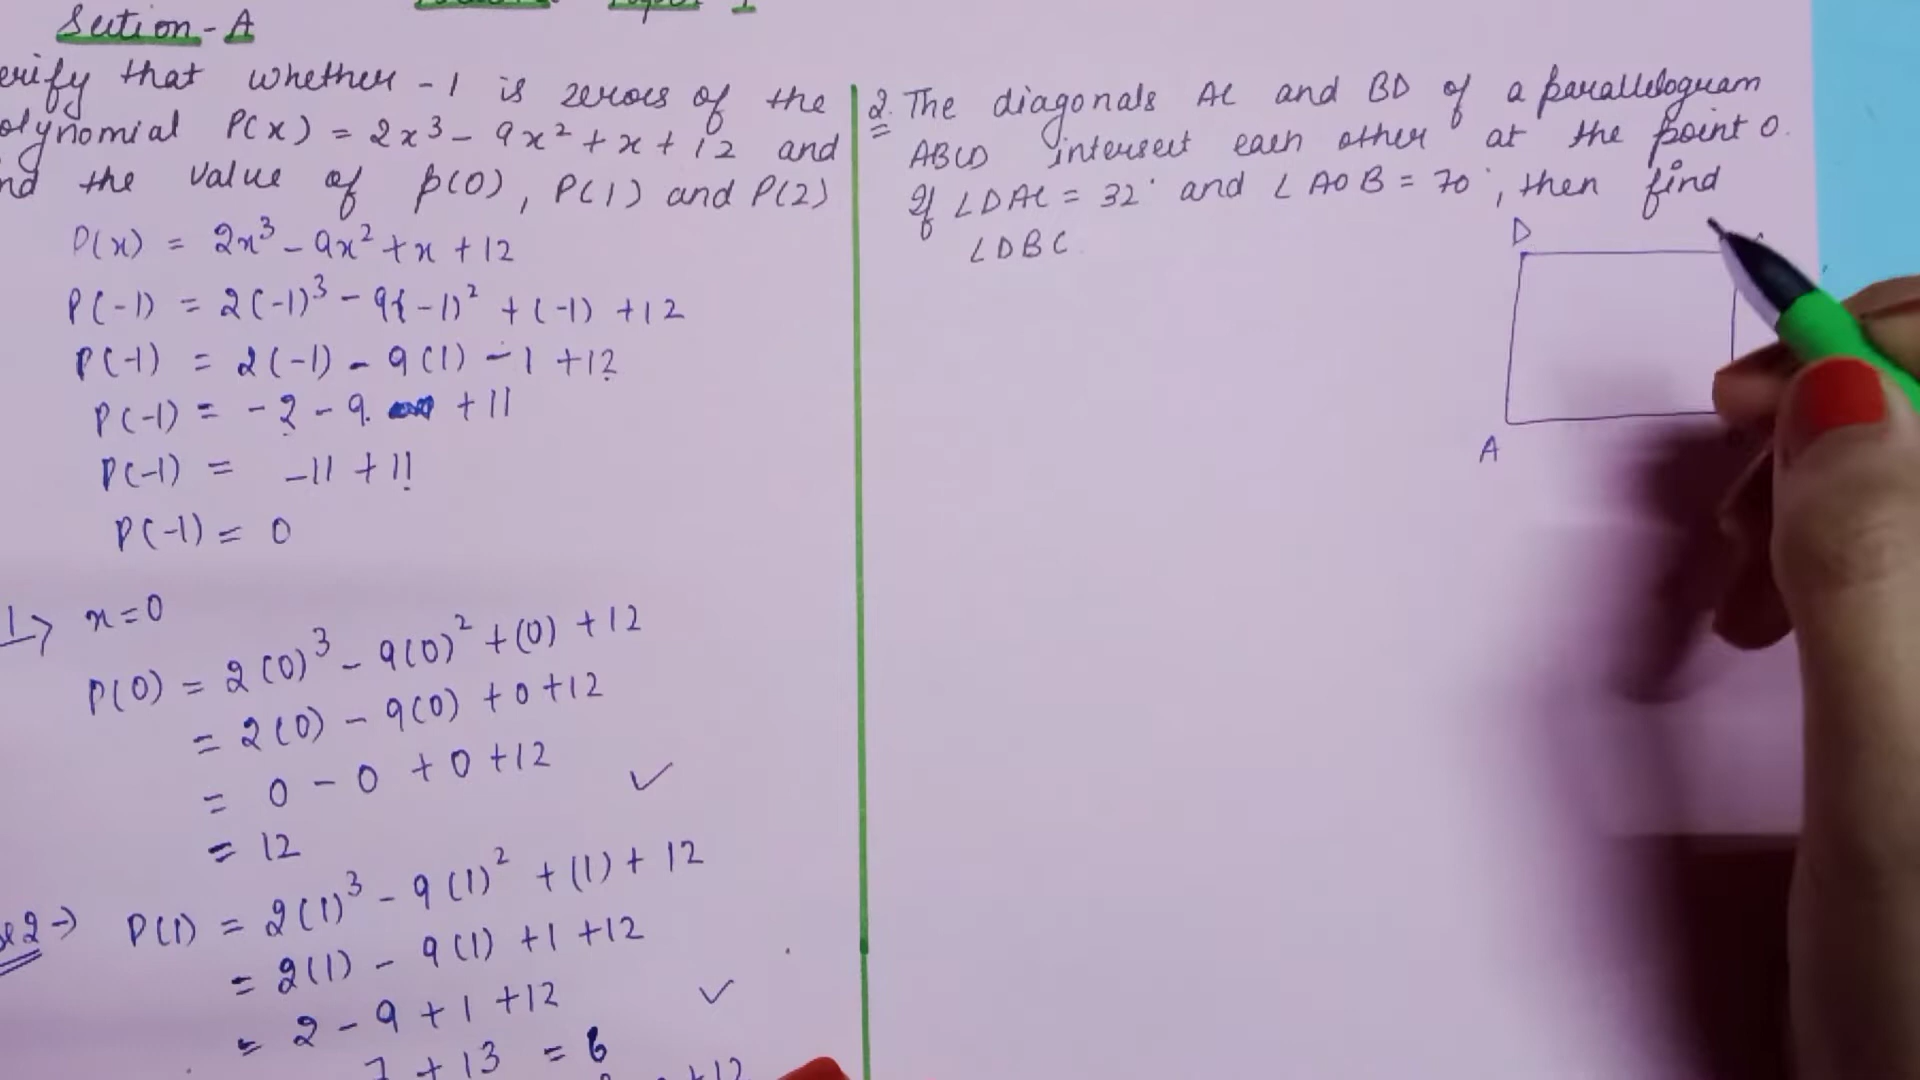 Section-A
erify that whether -1 is zeroes of the
olynomial P(x) = 2x³ - 9x² + x + 12 and
nd the value of p(0), P(1) and P(2)
P(x) = 2x³ - 9x² + x + 12
P(-1) = 2(-1)³ - 9(-1)² + (-1) + 12
P(-1) = 2(-1) - 9(1) - 1 + 12
P(-1) = -2 - 9 + 11
P(-1) = -11 + 11
P(-1) = 0
1→ x=0
P(0) = 2(0)³ - 9(0)² + (0) + 12
= 2(0) - 9(0) + 0 + 12
= 0 - 0 + 0 + 12
= 12
2→ P(1) = 2(1)³ - 9(1)² + (1) + 12
= 2(1) - 9(1) + 1 + 12
= 2 - 9 + 1 + 12
7 + 13 = 6
+12
2. The diagonals AC and BD of a parallelogram
ABCD intersect each other at the point O.
If ∠DAC = 32° and ∠AOB = 70°, then find
∠DBC
D
A